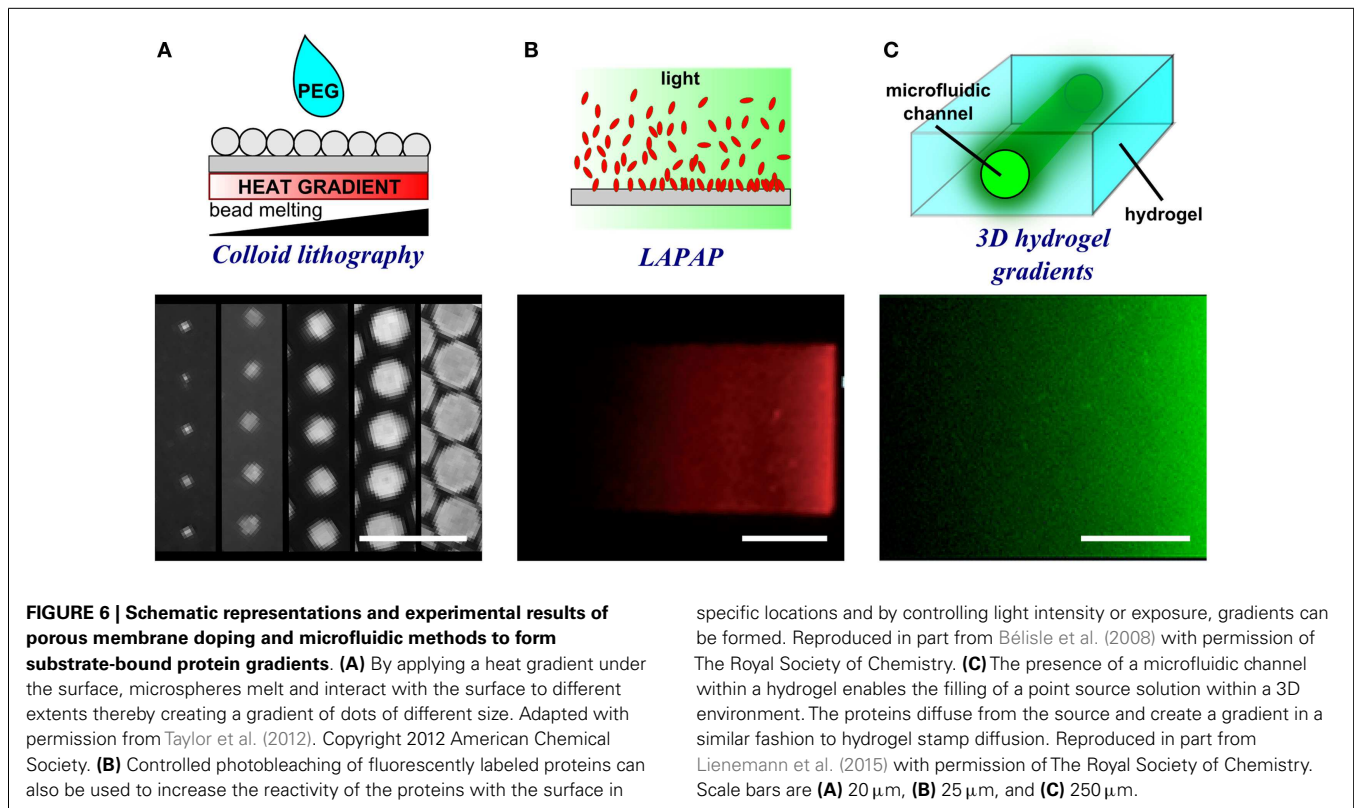 A
PEG
HEAT GRADIENT
bead melting
Colloid lithography
B
light
LAPAP
C
microfluidic
channel
hydrogel
3D hydrogel
gradients
FIGURE 6 | Schematic representations and experimental results of
porous membrane doping and microfluidic methods to form
substrate-bound protein gradients. (A) By applying a heat gradient under
the surface, microspheres melt and interact with the surface to different
extents thereby creating a gradient of dots of different size. Adapted with
permission from Taylor et al. (2012). Copyright 2012 American Chemical
Society. (B) Controlled photobleaching of fluorescently labeled proteins can
also be used to increase the reactivity of the proteins with the surface in
specific locations and by controlling light intensity or exposure, gradients can
be formed. Reproduced in part from Bélisle et al. (2008) with permission of
The Royal Society of Chemistry. (C) The presence of a microfluidic channel
within a hydrogel enables the filling of a point source solution within a 3D
environment. The proteins diffuse from the source and create a gradient in a
similar fashion to hydrogel stamp diffusion. Reproduced in part from
Lienemann et al. (2015) with permission of The Royal Society of Chemistry.
Scale bars are (A) 20 μm, (B) 25 μm, and (C) 250 μm.